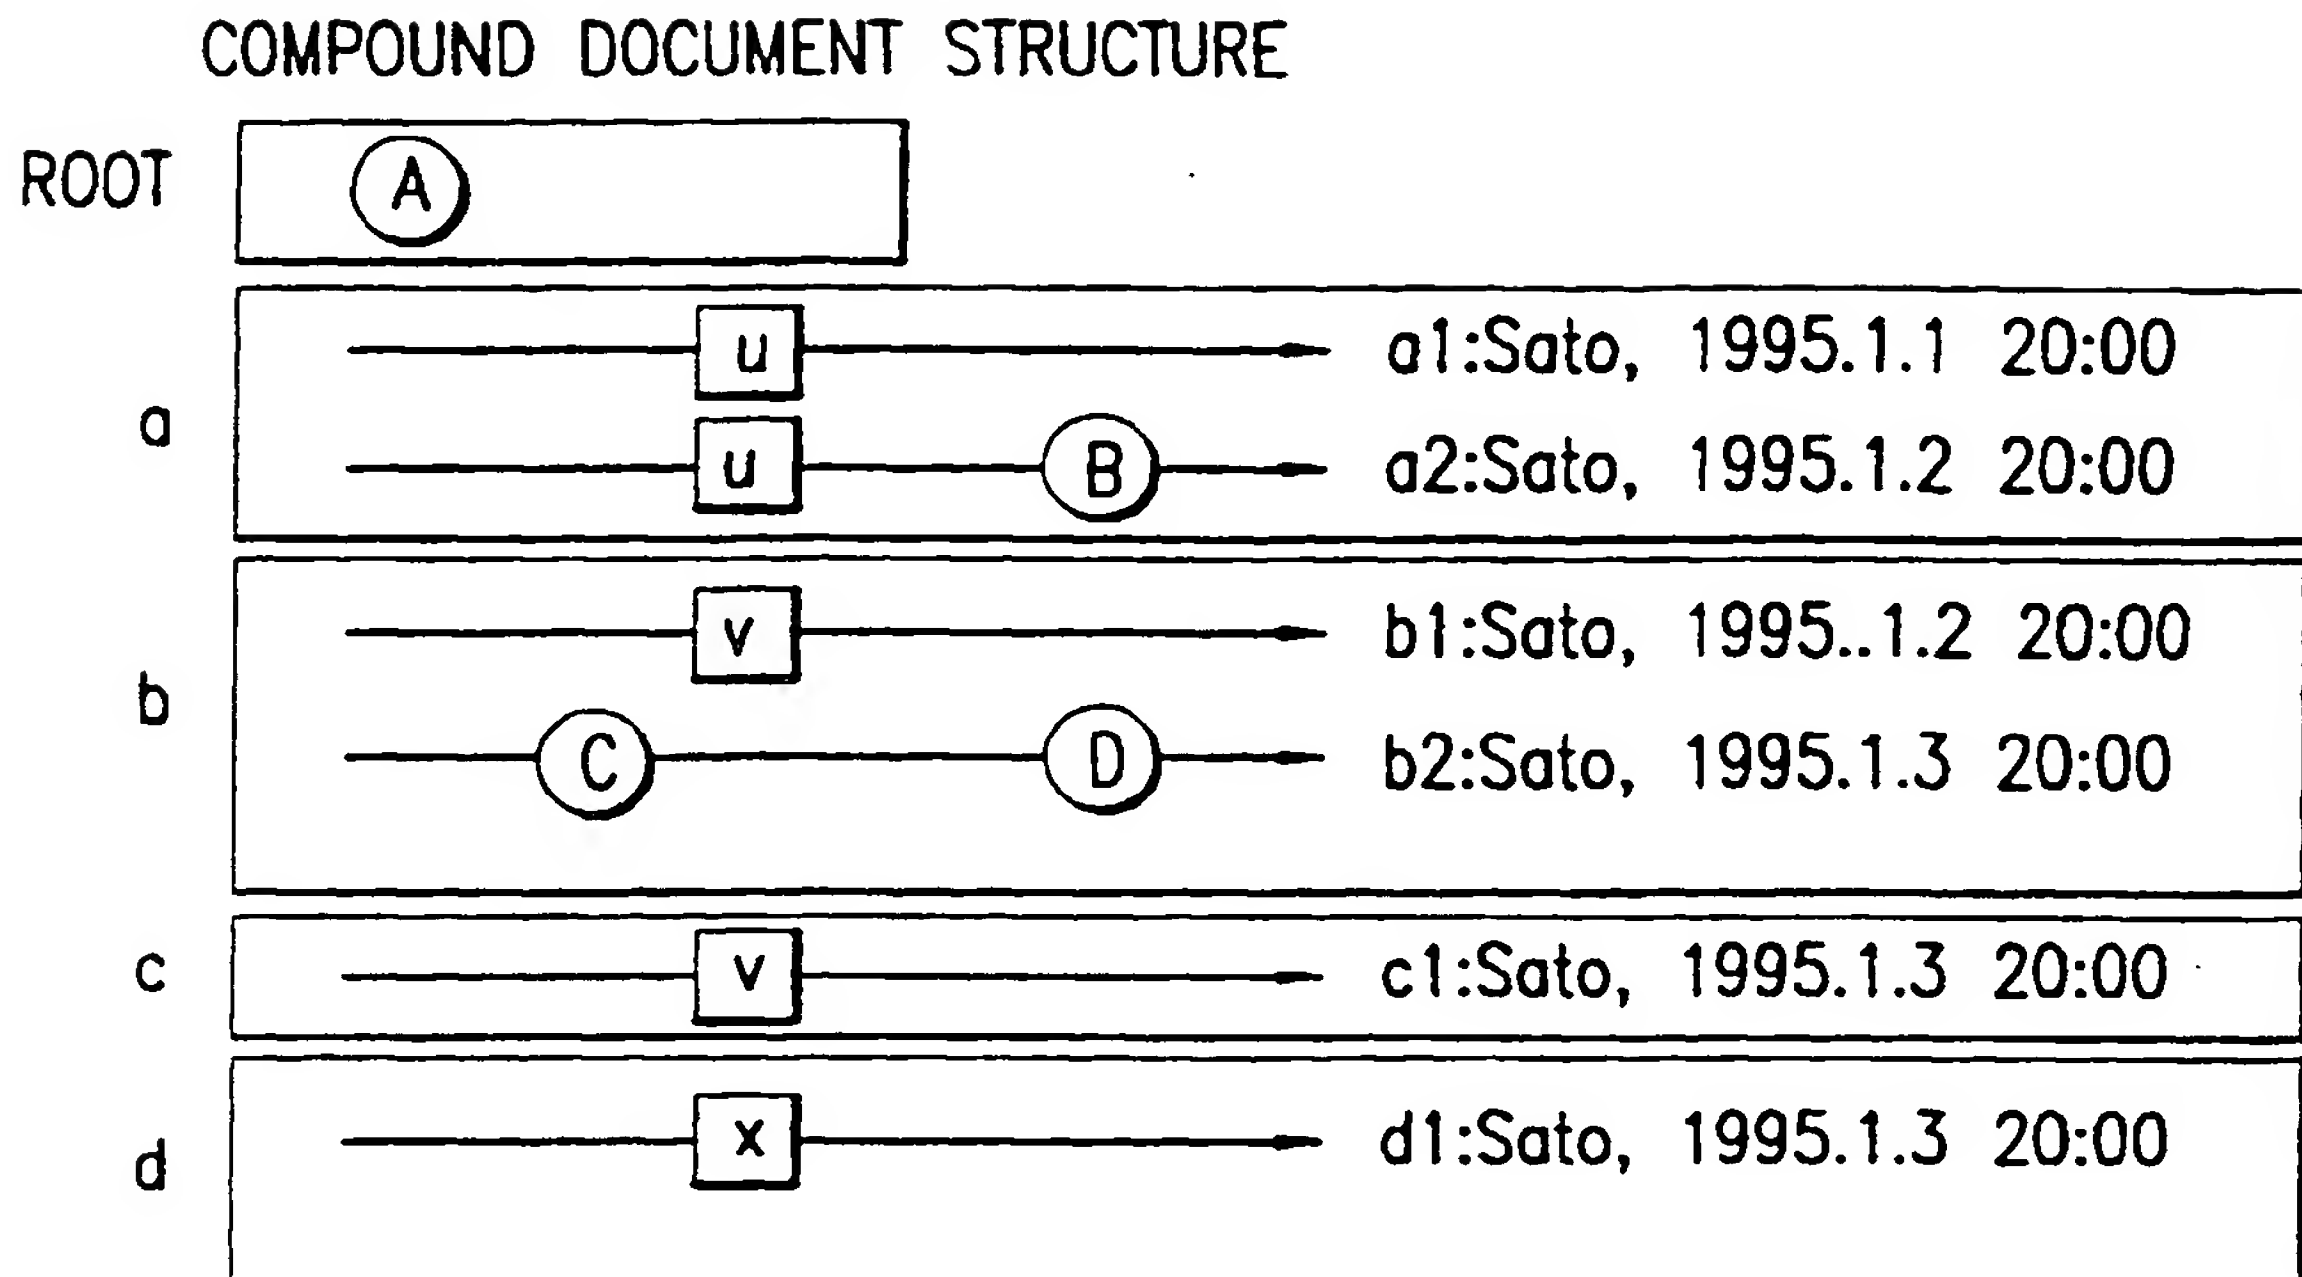 COMPOUND DOCUMENT STRUCTURE
ROOT A
u a1:Sato, 1995.1.1 20:00
a
u B a2:Sato, 1995.1.2 20:00
v b1:Sato, 1995..1.2 20:00
b
C D b2:Sato, 1995.1.3 20:00
c v c1:Sato, 1995.1.3 20:00
d x d1:Sato, 1995.1.3 20:00